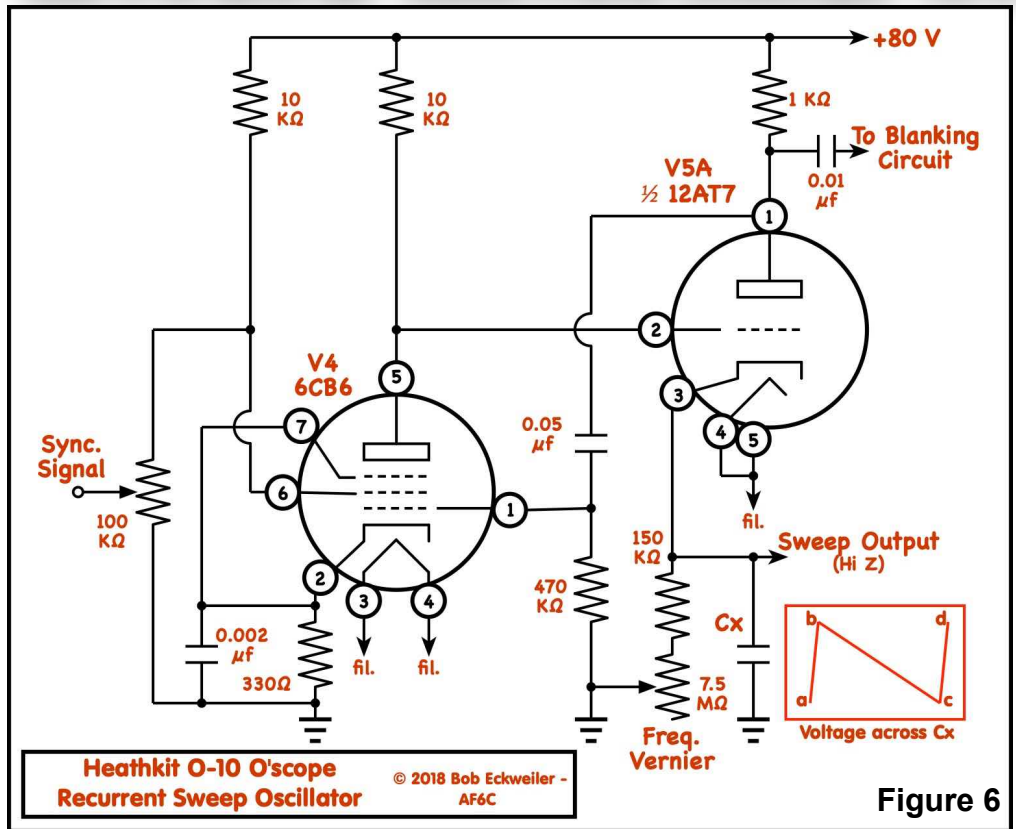 +80 V
10
KΩ
10
KΩ
1 KΩ
To Blanking
Circuit
0.01
µf
V5A
½ 12AT7
1
2
3
4
5
fil.
V4
6CB6
5
7
6
1
2
3
4
fil.
fil.
Sync.
Signal
100
KΩ
0.002
µf
330Ω
0.05
µf
470
KΩ
150
KΩ
Sweep Output
(Hi Z)
Cx
7.5
MΩ
Freq.
Vernier
a
b
c
d
Voltage across Cx
Heathkit O-10 O'scope
Recurrent Sweep Oscillator
© 2018 Bob Eckweiler -
AF6C
Figure 6